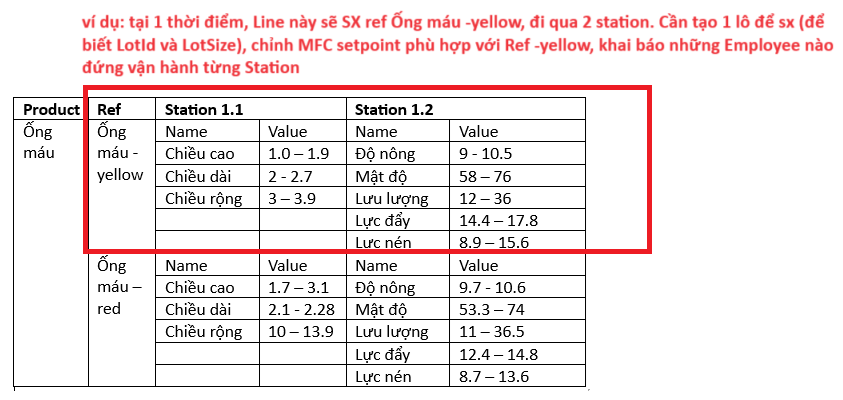 ví dụ: tại 1 thời điểm, Line này sẽ SX ref Ống máu -yellow, đi qua 2 station. Cần tạo 1 lô để sx (để
biết LotId và LotSize), chỉnh MFC setpoint phù hợp với Ref -yellow, khai báo những Employee nào
đứng vận hành từng Station
Product Ref Station 1.1 Station 1.2
Ống Ống Name Value Name Value
máu máu - Chiều cao 1.0 – 1.9 Độ nông 9 - 10.5
yellow Chiều dài 2 - 2.7 Mật độ 58 – 76
Chiều rộng 3 – 3.9 Lưu lượng 12 – 36
Lực đẩy 14.4 – 17.8
Lực nén 8.9 – 15.6
Ống Name Value Name Value
máu – Chiều cao 1.7 – 3.1 Độ nông 9.7 - 10.6
red Chiều dài 2.1 - 2.28 Mật độ 53.3 – 74
Chiều rộng 10 – 13.9 Lưu lượng 11 – 36.5
Lực đẩy 12.4 – 14.8
Lực nén 8.7 – 13.6